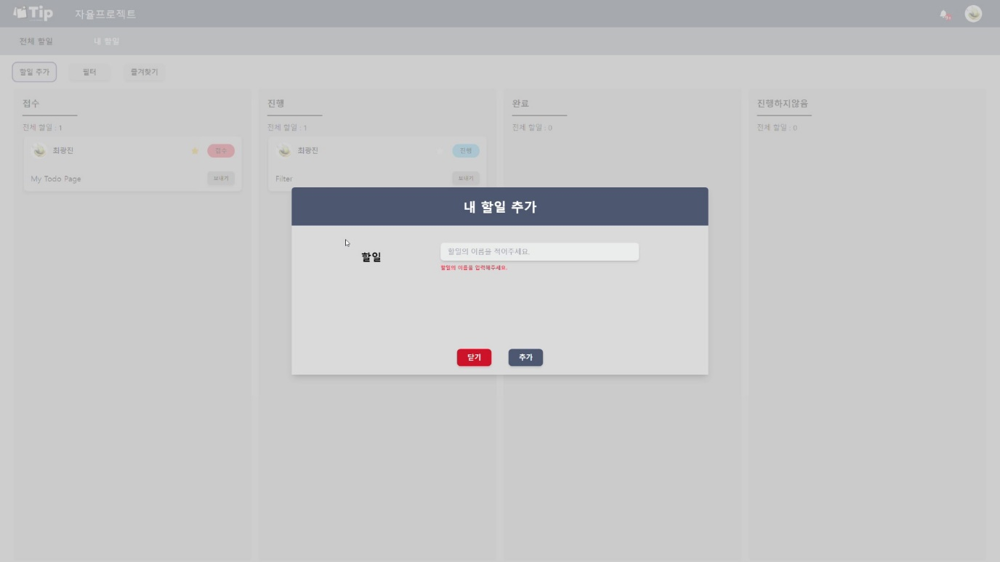 Tip
자율프로젝트
전체 할일
내 할일
할일 추가
필터
즐겨찾기
접수
전체 할일 : 1
최광진
접수
My Todo Page
보내기
진행
전체 할일 : 1
최광진
진행
Filter
보내기
완료
전체 할일 : 0
진행하지않음
전체 할일 : 0
내 할일 추가
할일
할일의 이름을 적어주세요.
할일의 이름을 입력해주세요.
닫기
추가